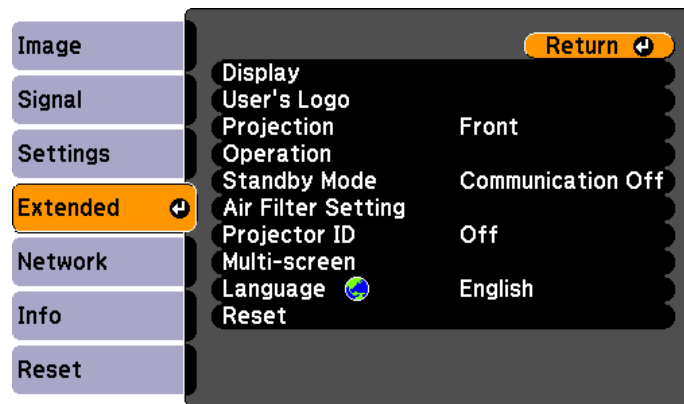 Image
Signal
Settings
Extended
Network
Info
Reset
Return
Display
User's Logo
Projection Front
Operation
Standby Mode Communication Off
Air Filter Setting
Projector ID Off
Multi-screen
Language English
Reset